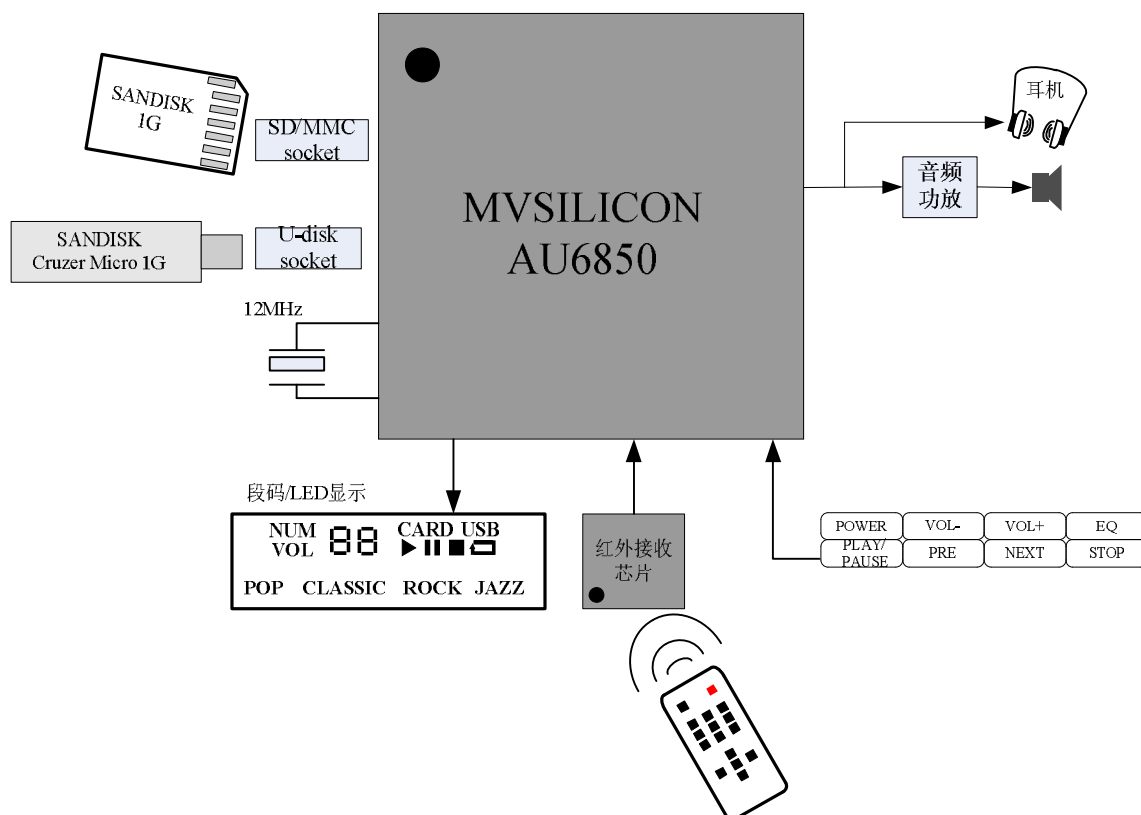 SANDISK
1G
SD/MMC
socket
SANDISK
Cruzer Micro 1G
U-disk
socket
12MHz
MVSILICON
AU6850
耳机
音频
功放
段码/LED显示
NUM
VOL
88
CARD USB
POP CLASSIC ROCK JAZZ
红外接收
芯片
POWER VOL- VOL+ EQ
PLAY/
PAUSE
PRE NEXT STOP